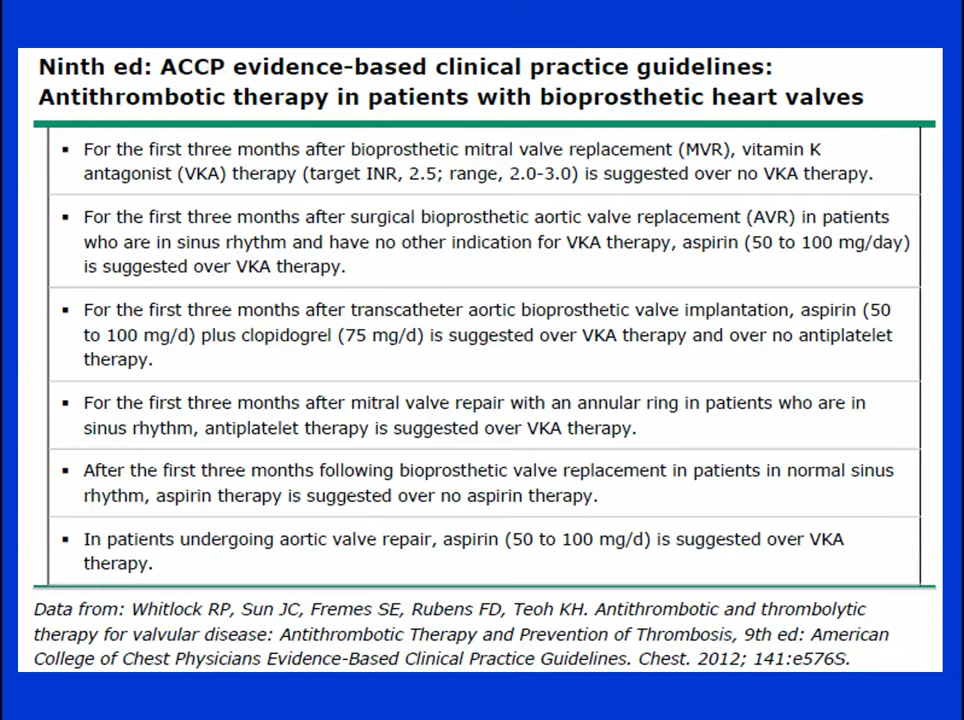 Ninth ed: ACCP evidence-based clinical practice guidelines:
Antithrombotic therapy in patients with bioprosthetic heart valves
▪ For the first three months after bioprosthetic mitral valve replacement (MVR), vitamin K
antagonist (VKA) therapy (target INR, 2.5; range, 2.0-3.0) is suggested over no VKA therapy.
▪ For the first three months after surgical bioprosthetic aortic valve replacement (AVR) in patients
who are in sinus rhythm and have no other indication for VKA therapy, aspirin (50 to 100 mg/day)
is suggested over VKA therapy.
▪ For the first three months after transcatheter aortic bioprosthetic valve implantation, aspirin (50
to 100 mg/d) plus clopidogrel (75 mg/d) is suggested over VKA therapy and over no antiplatelet
therapy.
▪ For the first three months after mitral valve repair with an annular ring in patients who are in
sinus rhythm, antiplatelet therapy is suggested over VKA therapy.
▪ After the first three months following bioprosthetic valve replacement in patients in normal sinus
rhythm, aspirin therapy is suggested over no aspirin therapy.
▪ In patients undergoing aortic valve repair, aspirin (50 to 100 mg/d) is suggested over VKA
therapy.
Data from: Whitlock RP, Sun JC, Fremes SE, Rubens FD, Teoh KH. Antithrombotic and thrombolytic
therapy for valvular disease: Antithrombotic Therapy and Prevention of Thrombosis, 9th ed: American
College of Chest Physicians Evidence-Based Clinical Practice Guidelines. Chest. 2012; 141:e576S.